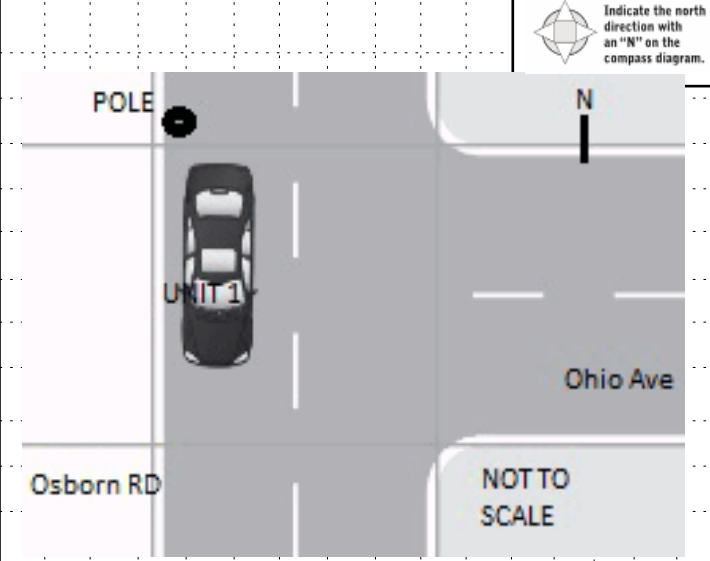 Indicate the north
direction with
an “N” on the
compass diagram.
POLE
N
UNIT 1
Ohio Ave
Osborn RD
NOT TO
SCALE